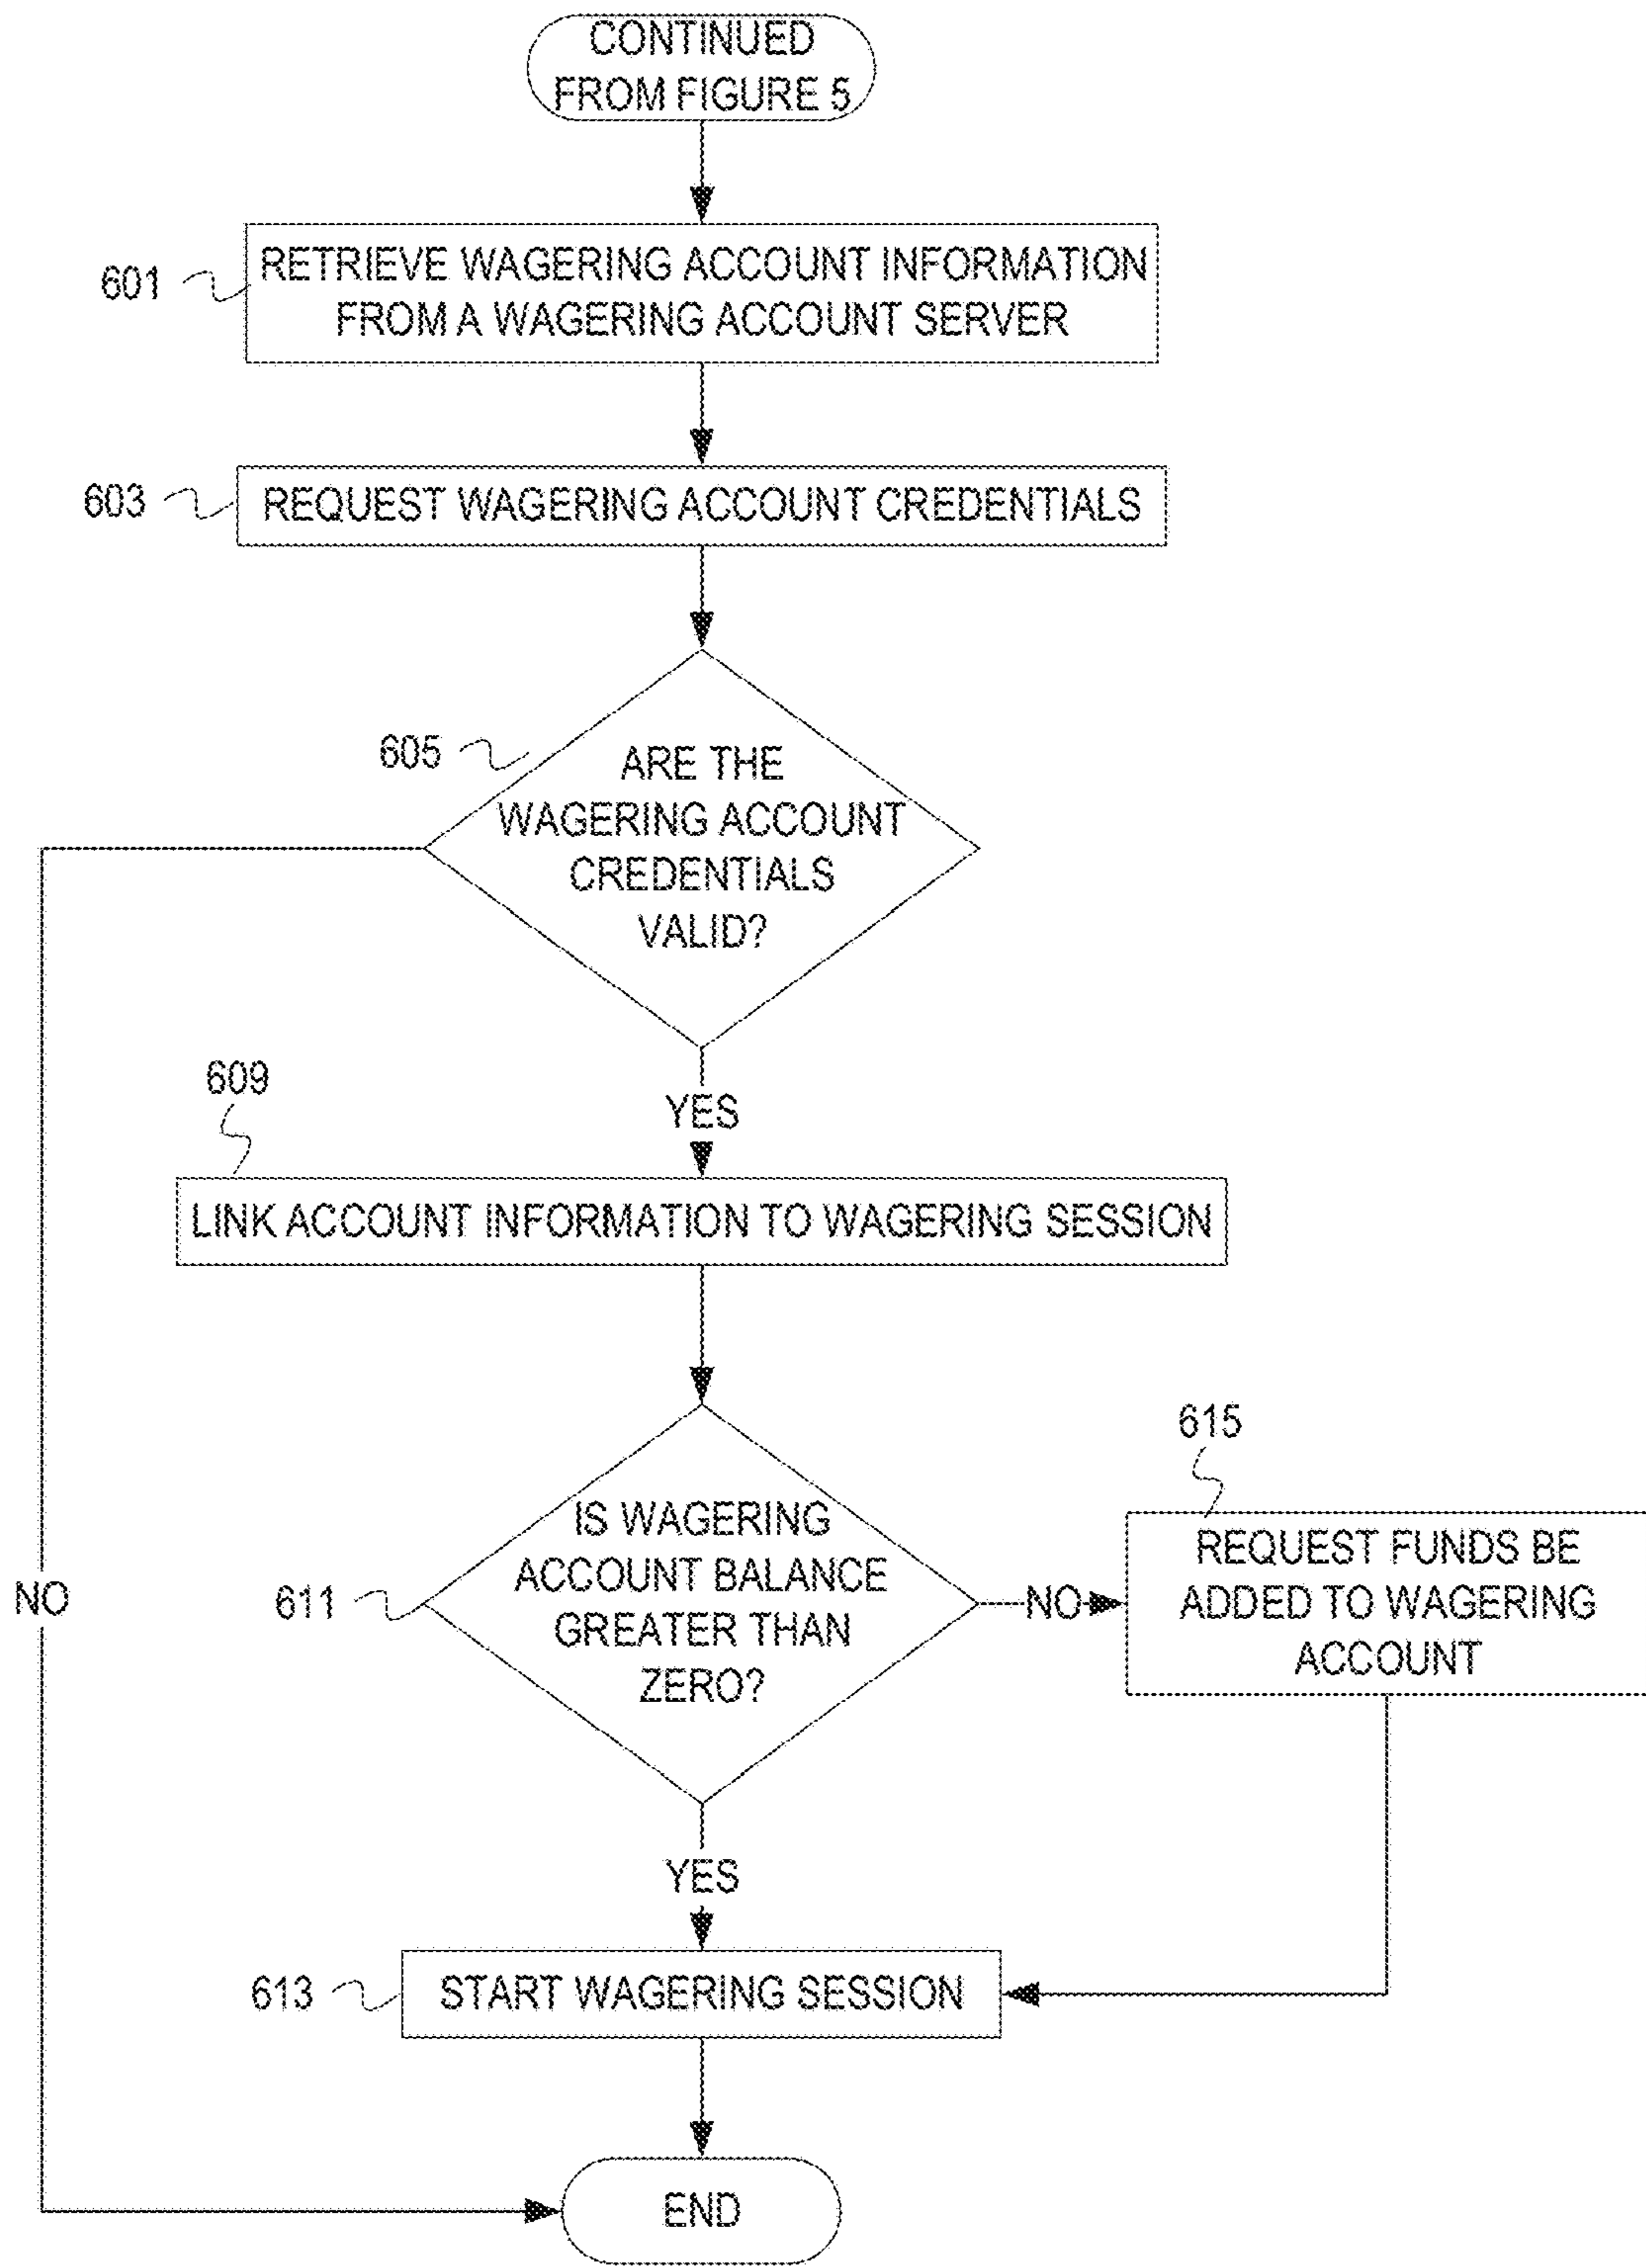 CONTINUED
FROM FIGURE 5
601
RETRIEVE WAGERING ACCOUNT INFORMATION
FROM A WAGERING ACCOUNT SERVER
603
REQUEST WAGERING ACCOUNT CREDENTIALS
605
ARE THE
WAGERING ACCOUNT
CREDENTIALS
VALID?
609
YES
LINK ACCOUNT INFORMATION TO WAGERING SESSION
615
611
IS WAGERING
ACCOUNT BALANCE
GREATER THAN
ZERO?
NO
REQUEST FUNDS BE
ADDED TO WAGERING
ACCOUNT
NO
YES
613
START WAGERING SESSION
END